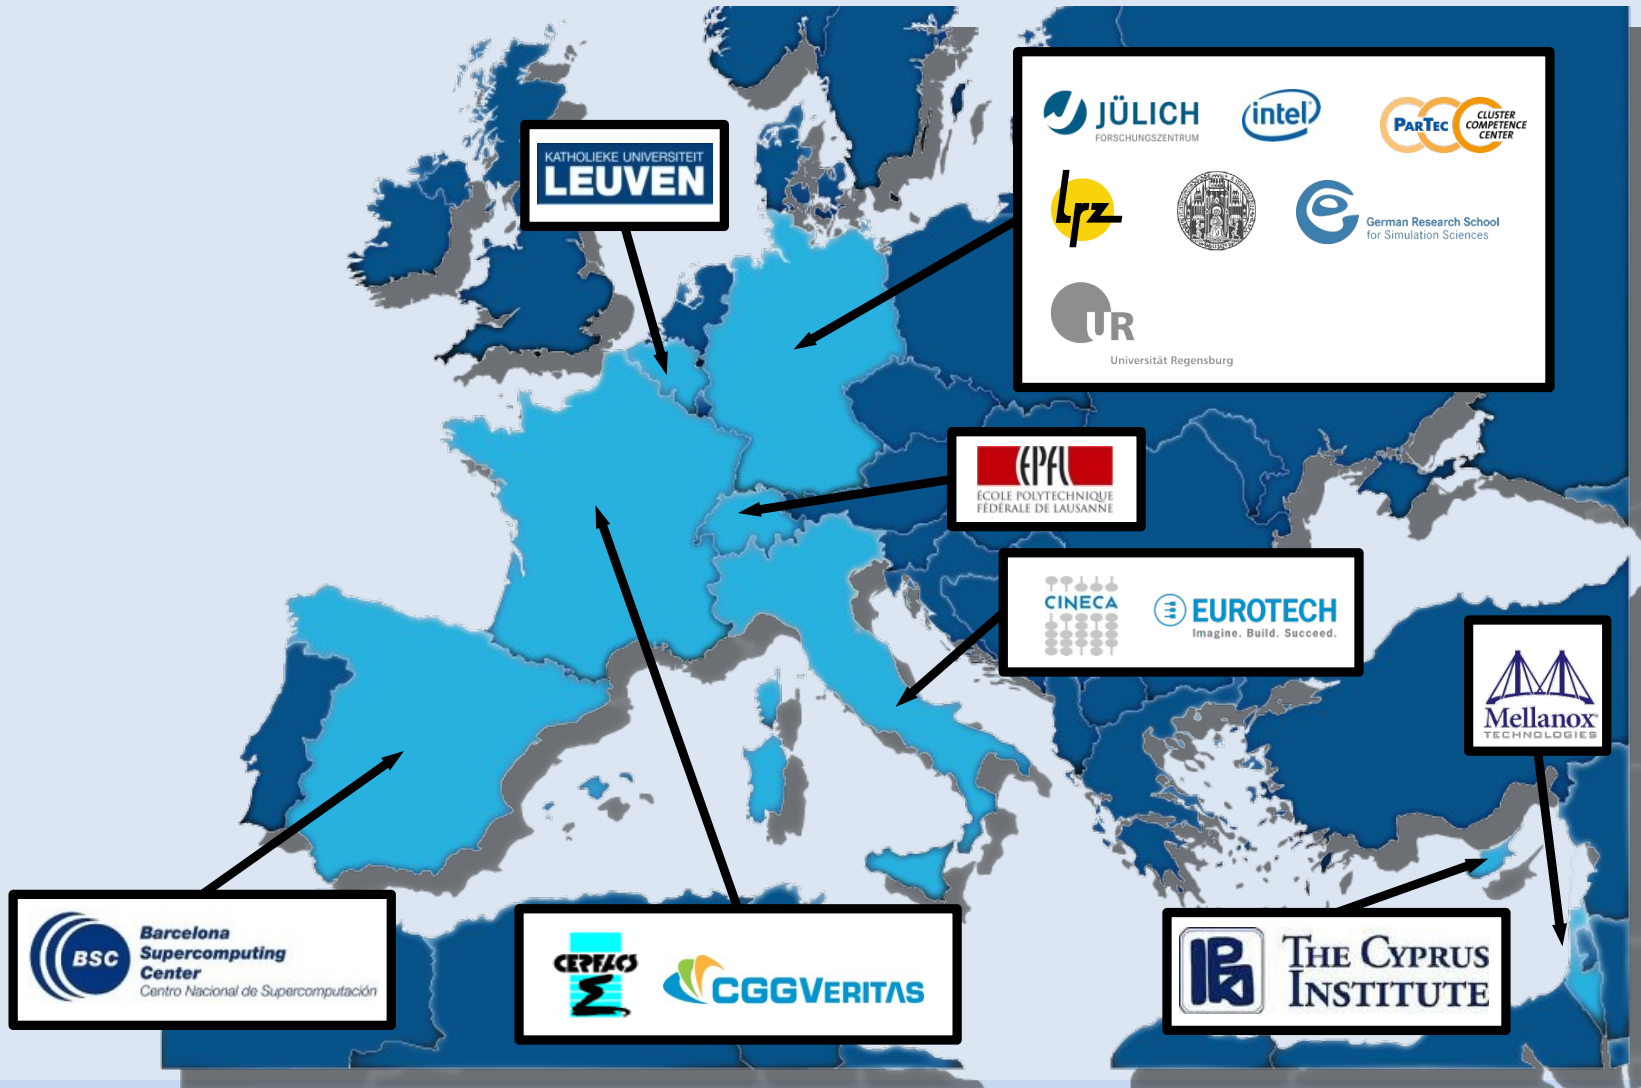 JÜLICH
FORSCHUNGSZENTRUM
intel
PARTEC
CLUSTER
COMPETENCE
CENTER
KATHOLIEKE UNIVERSITEIT
LEUVEN
lrz
German Research School
for Simulation Sciences
UR
Universität Regensburg
EPFL
ÉCOLE POLYTECHNIQUE
FÉDÉRALE DE LAUSANNE
CINECA
EUROTECH
Imagine. Build. Succeed.
Mellanox
TECHNOLOGIES
BSC
Barcelona
Supercomputing
Center
Centro Nacional de Supercomputación
CERFACS
CGGVERITAS
THE CYPRUS
INSTITUTE